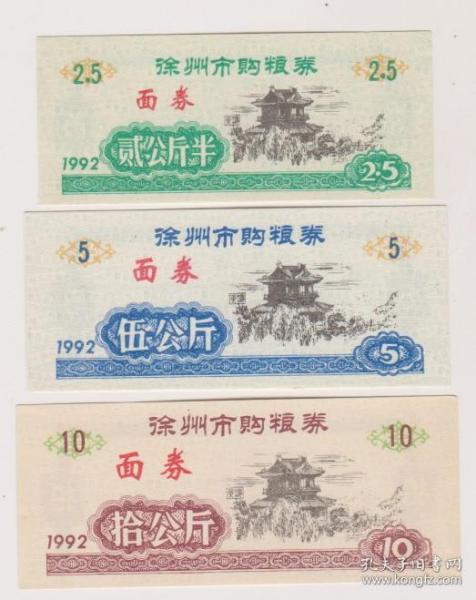 2.5 徐州市购粮券 2.5
面券
1992 贰公斤半 2.5
5 徐州市购粮券 5
面券
1992 伍公斤 5
10 徐州市购粮券 10
面券
1992 拾公斤 10
孔夫子旧书网
www.kongfz.com